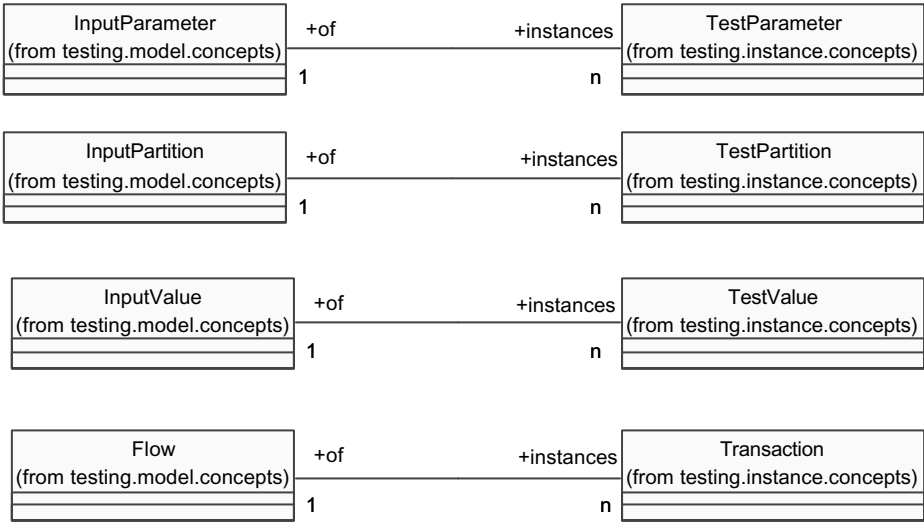 InputParameter
(from testing.model.concepts)
+of
+instances
1
n
TestParameter
(from testing.instance.concepts)
InputPartition
(from testing.model.concepts)
+of
+instances
1
n
TestPartition
(from testing.instance.concepts)
InputValue
(from testing.model.concepts)
+of
+instances
1
n
TestValue
(from testing.instance.concepts)
Flow
(from testing.model.concepts)
+of
+instances
1
n
Transaction
(from testing.instance.concepts)